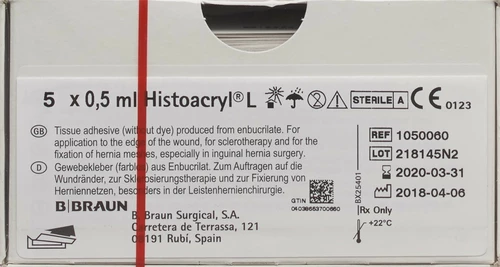 5 x 0,5 ml Histoacryl® L STERILE A CE 0123
GB Tissue adhesive (without dye) produced from enbucrilate. For
application to the edge of the wound, for sclerotherapy and for
the fixation of hernia meshes, especially in inguinal hernia surgery.
D Gewebekleber (farblos) aus Enbucrilat. Zum Auftragen auf die
Wundränder, zur Sklerosierungstherapie und zur Fixierung von
Herniennetzen, besonders in der Leistenhernienchirurgie.
B|BRAUN
B|Braun Surgical, S.A.
Carretera de Terrassa, 121
08191 Rubí, Spain
GTIN
04038653700660
BX25401
REF 1050060
LOT 218145N2
2020-03-31
2018-04-06
Rx Only
+22°C